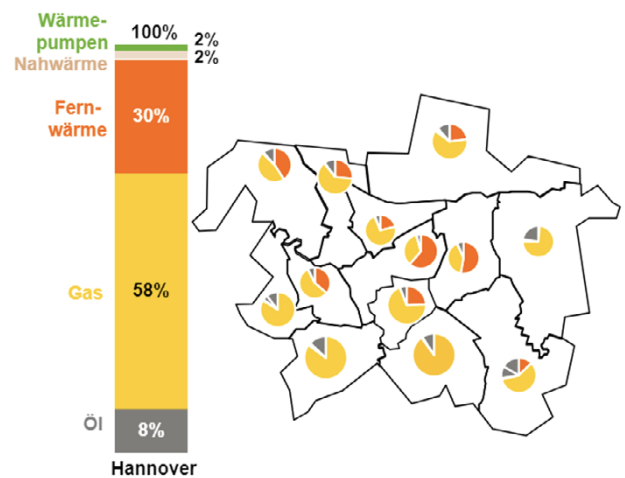 Wärme-
pumpen
100%
2%
Nahwärme
2%
Fern-
wärme
30%
Gas
58%
Öl
8%
Hannover